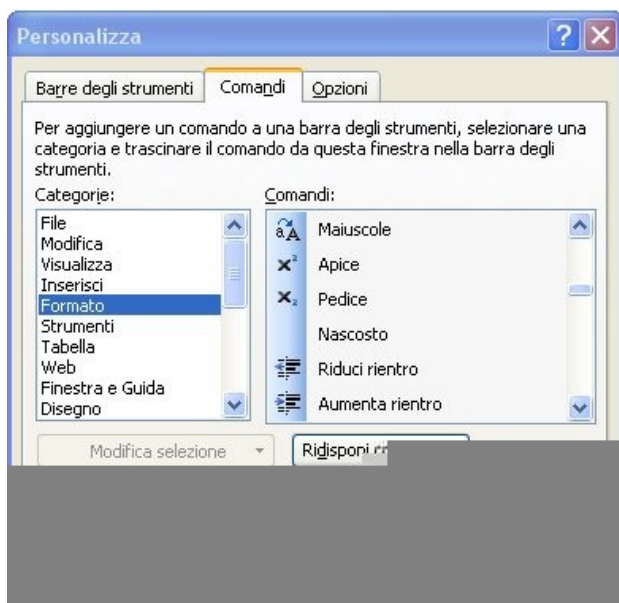 Personalizza
Barre degli strumenti Comandi Opzioni
Per aggiungere un comando a una barra degli strumenti, selezionare una
categoria e trascinare il comando da questa finestra nella barra degli
strumenti.
Categorie: Comandi:
File
Modifica
Visualizza
Inserisci
Formato
Strumenti
Tabella
Web
Finestra e Guida
Disegno
Maiuscole
Apice
Pedice
Nascosto
Riduci rientro
Aumenta rientro
Modifica selezione Ridisponi